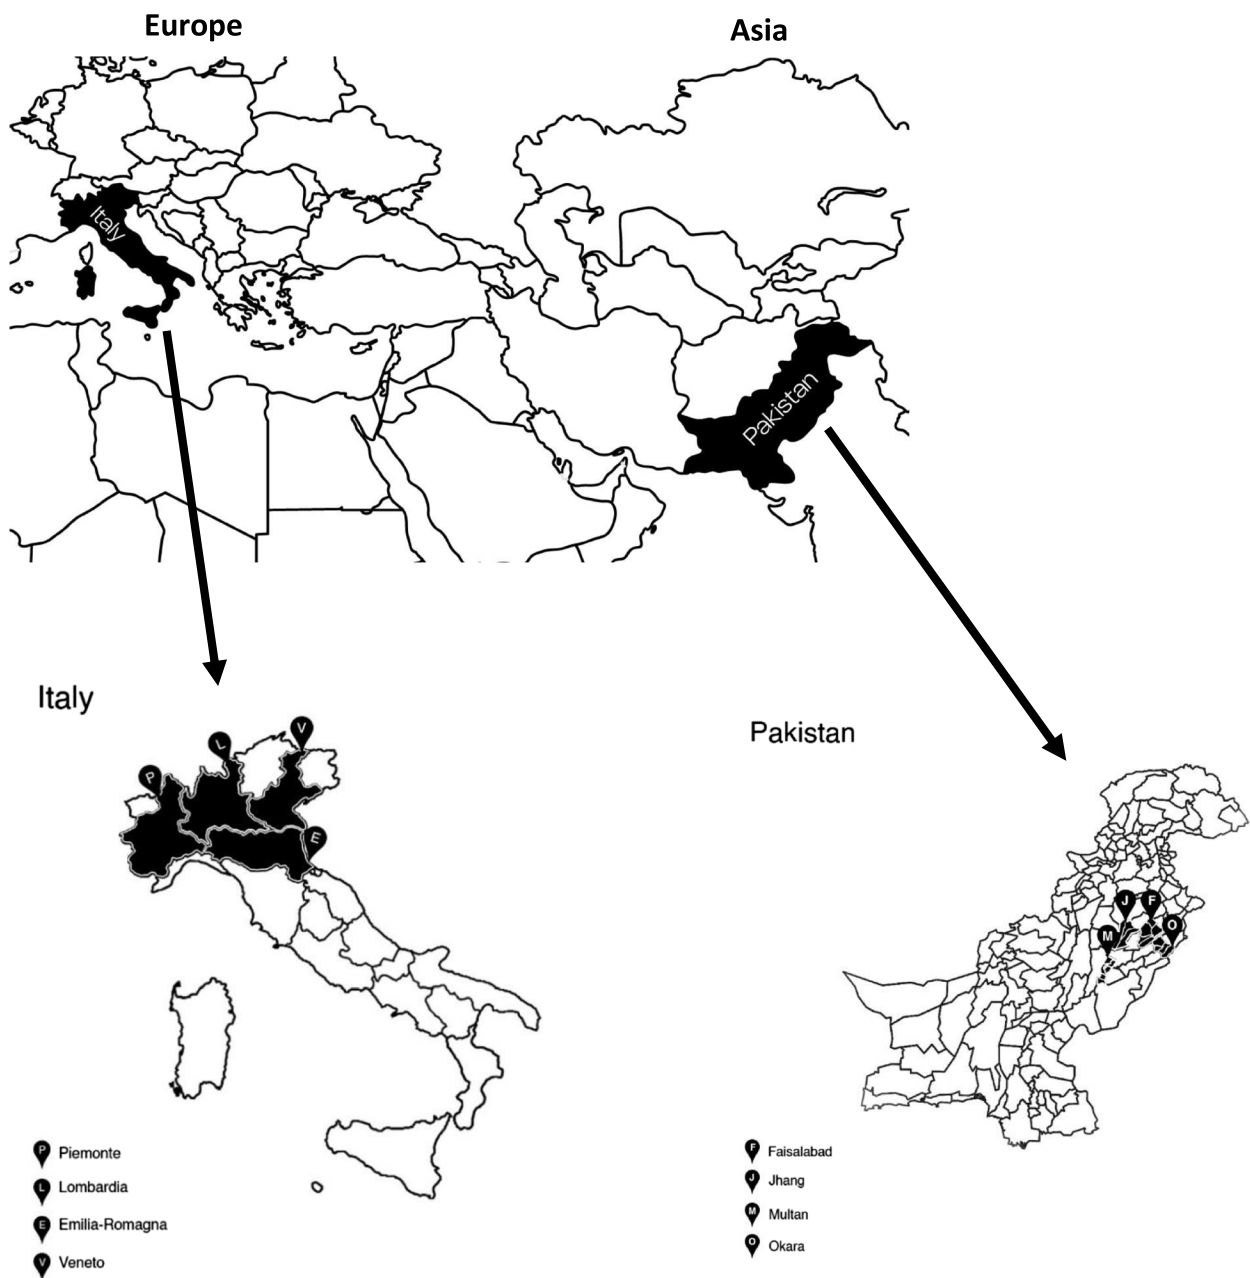 Europe
Asia
Italy
Pakistan
Italy
Pakistan
V
L
P
E
J
F
O
M
P Piemonte
L Lombardia
E Emilia-Romagna
V Veneto
F Faisalabad
J Jhang
M Multan
O Okara